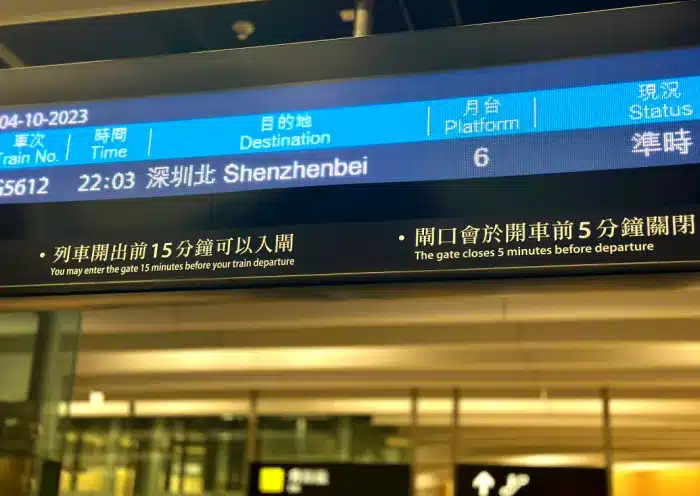 04-10-2023
車次 時間 目的地 月台 現況
Train No. Time Destination Platform Status
G5612 22:03 深圳北 Shenzhenbei 6 準時
• 列車開出前15分鐘可以入閘
You may enter the gate 15 minutes before your train departure
• 閘口會於開車前5分鐘關閉
The gate closes 5 minutes before departure